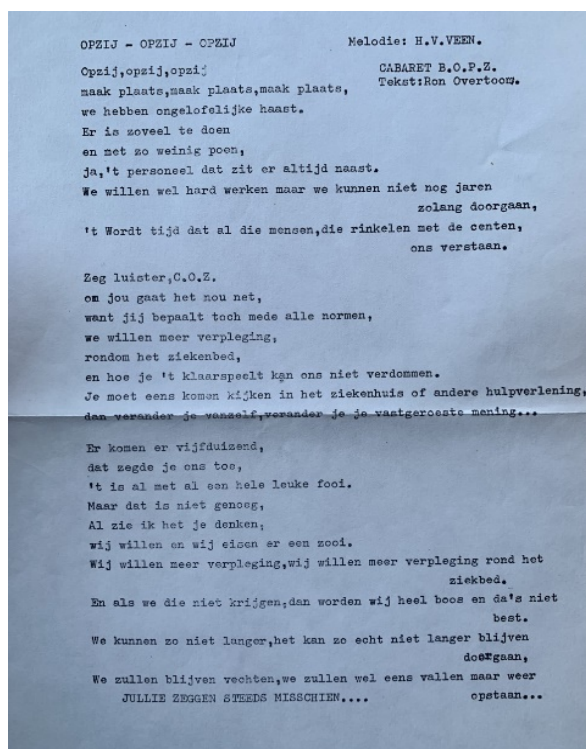 OPZIJ - OPZIJ - OPZIJ Melodie: H.V.VEEN.
Opzij,opzij,opzij CABARET B.O.P.Z.
maak plaats,maak plaats,maak plaats, Tekst:Ron Overtoom.
we hebben ongelofelijke haast.
Er is zoveel te doen
en met zo weinig poen,
ja,'t personeel dat zit er altijd naast.
We willen wel hard werken maar we kunnen niet nog jaren
zolang doorgaan,
't Wordt tijd dat al die mensen,die rinkelen met de centen,
ons verstaan.
Zeg luister,C.O.Z.
om jou gaat het nou net,
want jij bepaalt toch mede alle normen,
we willen meer verpleging,
rondom het ziekenbed,
en hoe je 't klaarspeelt kan ons niet verdommen.
Je moet eens komen kijken in het ziekenhuis of andere hulpverlening,
dan verander je vanzelf,verander je je vastgeroeste mening...
Er komen er vijfduizend,
dat zegde je ons toe,
't is al met al een hele leuke fooi.
Maar dat is niet genoeg,
Al zie ik het je denken,
wij willen en wij eisen er een zooi.
Wij willen meer verpleging,wij willen meer verpleging rond het
ziekbed.
En als we die niet krijgen,dan worden wij heel boos en da's niet
best.
We kunnen zo niet langer,het kan zo echt niet langer blijven
doorgaan,
We zullen blijven vechten,we zullen wel eens vallen maar weer
JULLIE ZEGGEN STEEDS MISSCHIEN.... opstaan...